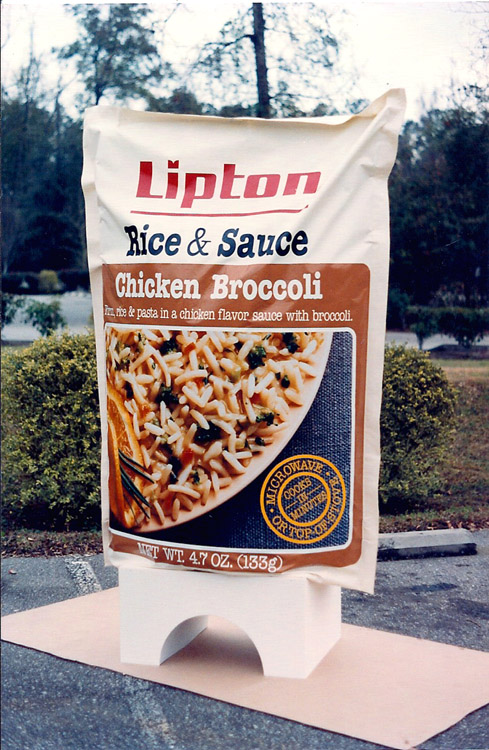 Lipton
Rice & Sauce
Chicken Broccoli
rice & pasta in a chicken flavor sauce with broccoli.
• MICROWAVE •
OR TOP-OF-STOVE
COOKS
IN
MINUTES
NET WT. 4.7 OZ. (133g)